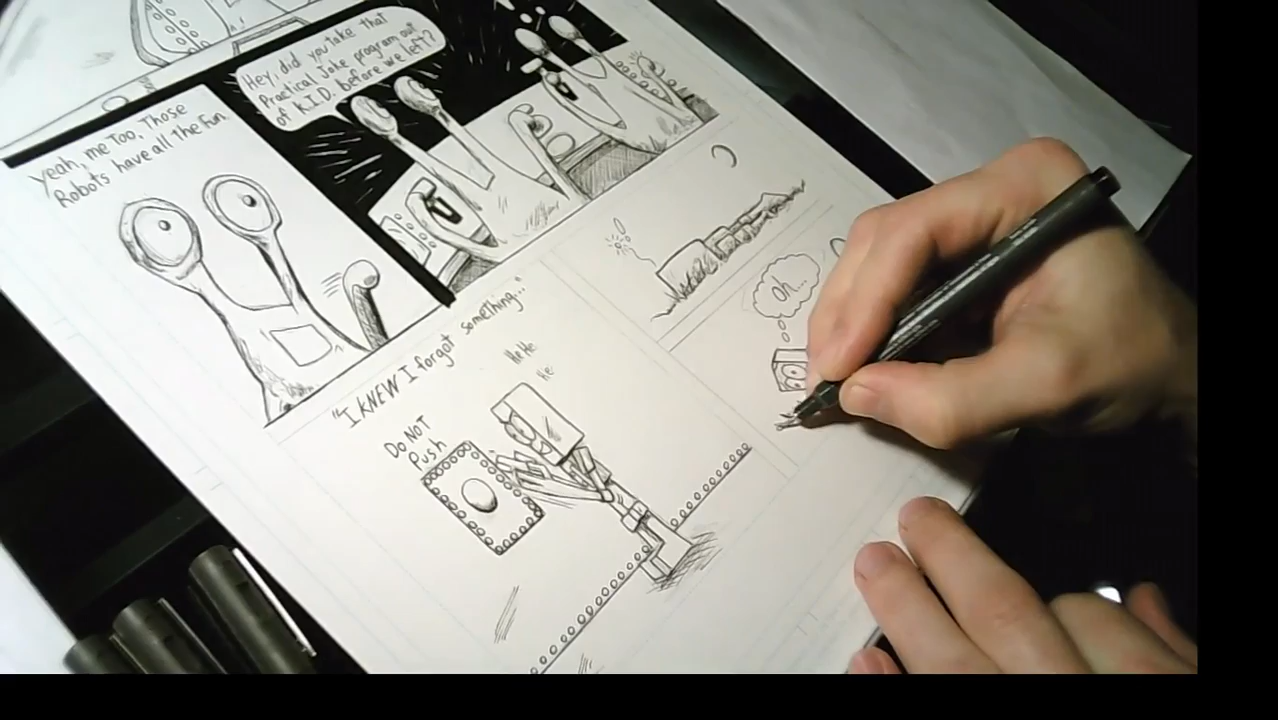 Yeah, me too. Those
Robots have all the fun
Hey, did you take that
Practical Joke program out
of K.I.D. before we left?
"I KNEW I forgot something..."
He He
He
Do NOT
Push
oh...